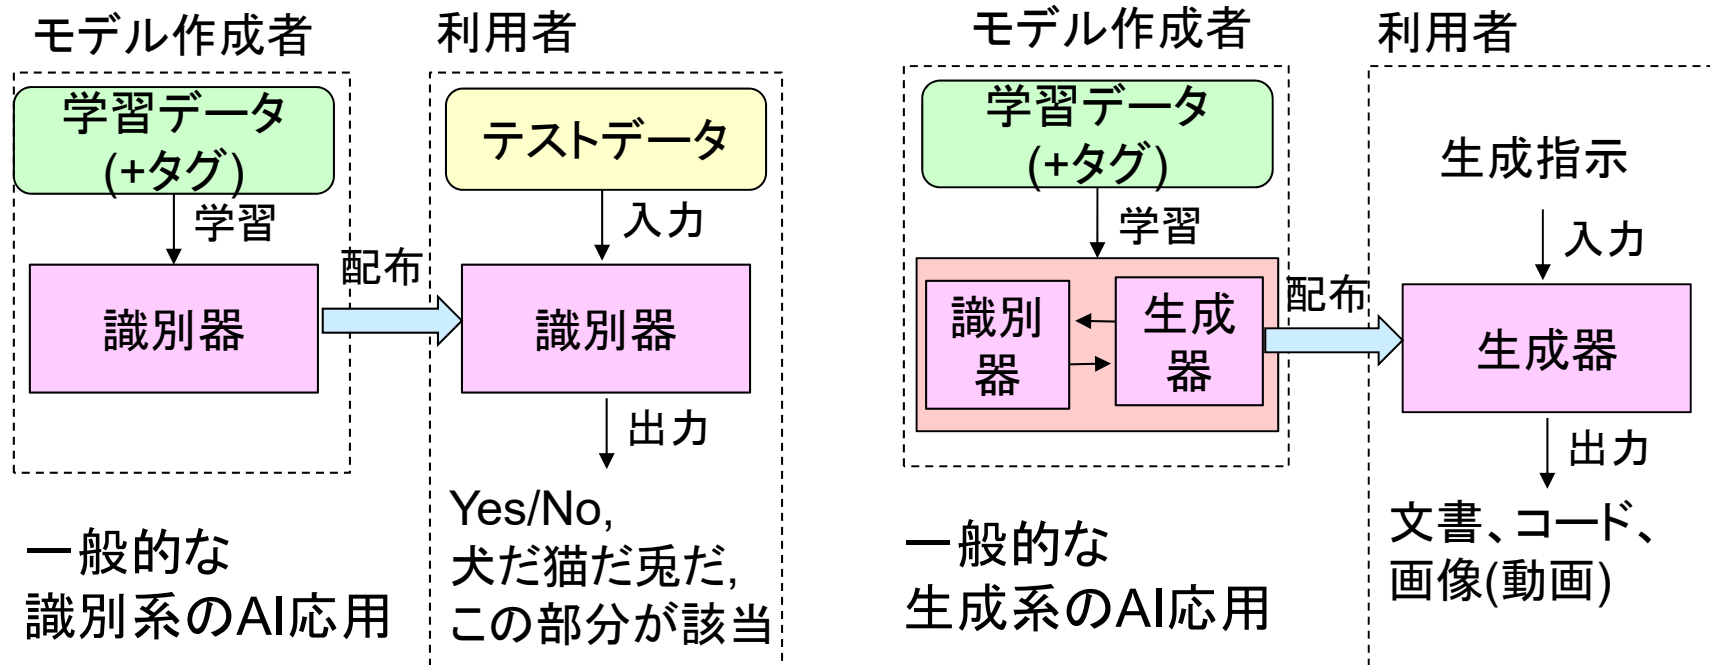 モデル作成者
利用者
学習データ
(+タグ)
テストデータ
学習
入力
配布
識別器
識別器
出力
Yes/No,
犬だ猫だ兎だ,
この部分が該当
一般的な
識別系のAI応用
モデル作成者
利用者
学習データ
(+タグ)
生成指示
学習
入力
配布
識別
器
生成
器
生成器
出力
文書、コード、
画像(動画)
一般的な
生成系のAI応用